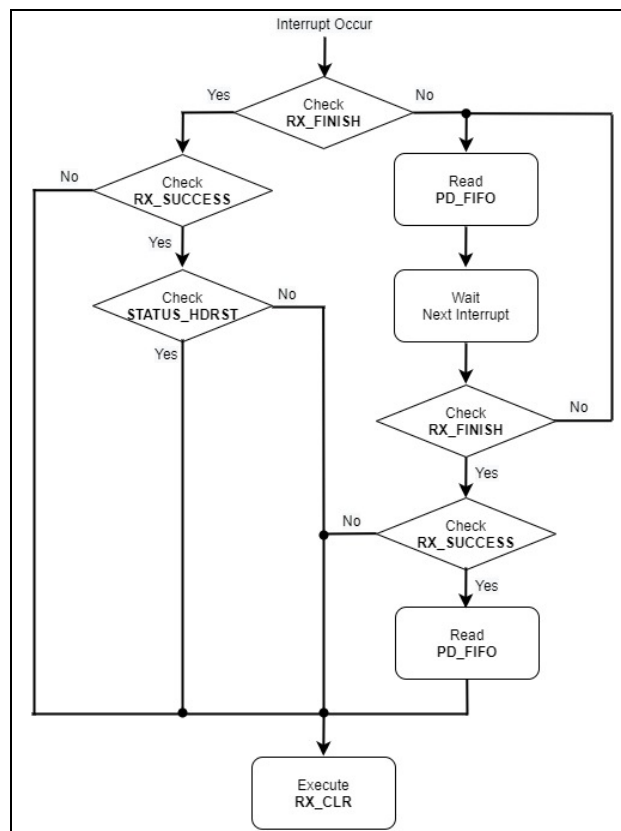 Interrupt Occur
Yes
Check
RX_FINISH
No
No
Check
RX_SUCCESS
Read
PD_FIFO
Yes
Check
STATUS_HDRST
No
Wait
Next Interrupt
Yes
Check
RX_FINISH
No
Yes
No
Check
RX_SUCCESS
Yes
Read
PD_FIFO
Execute
RX_CLR